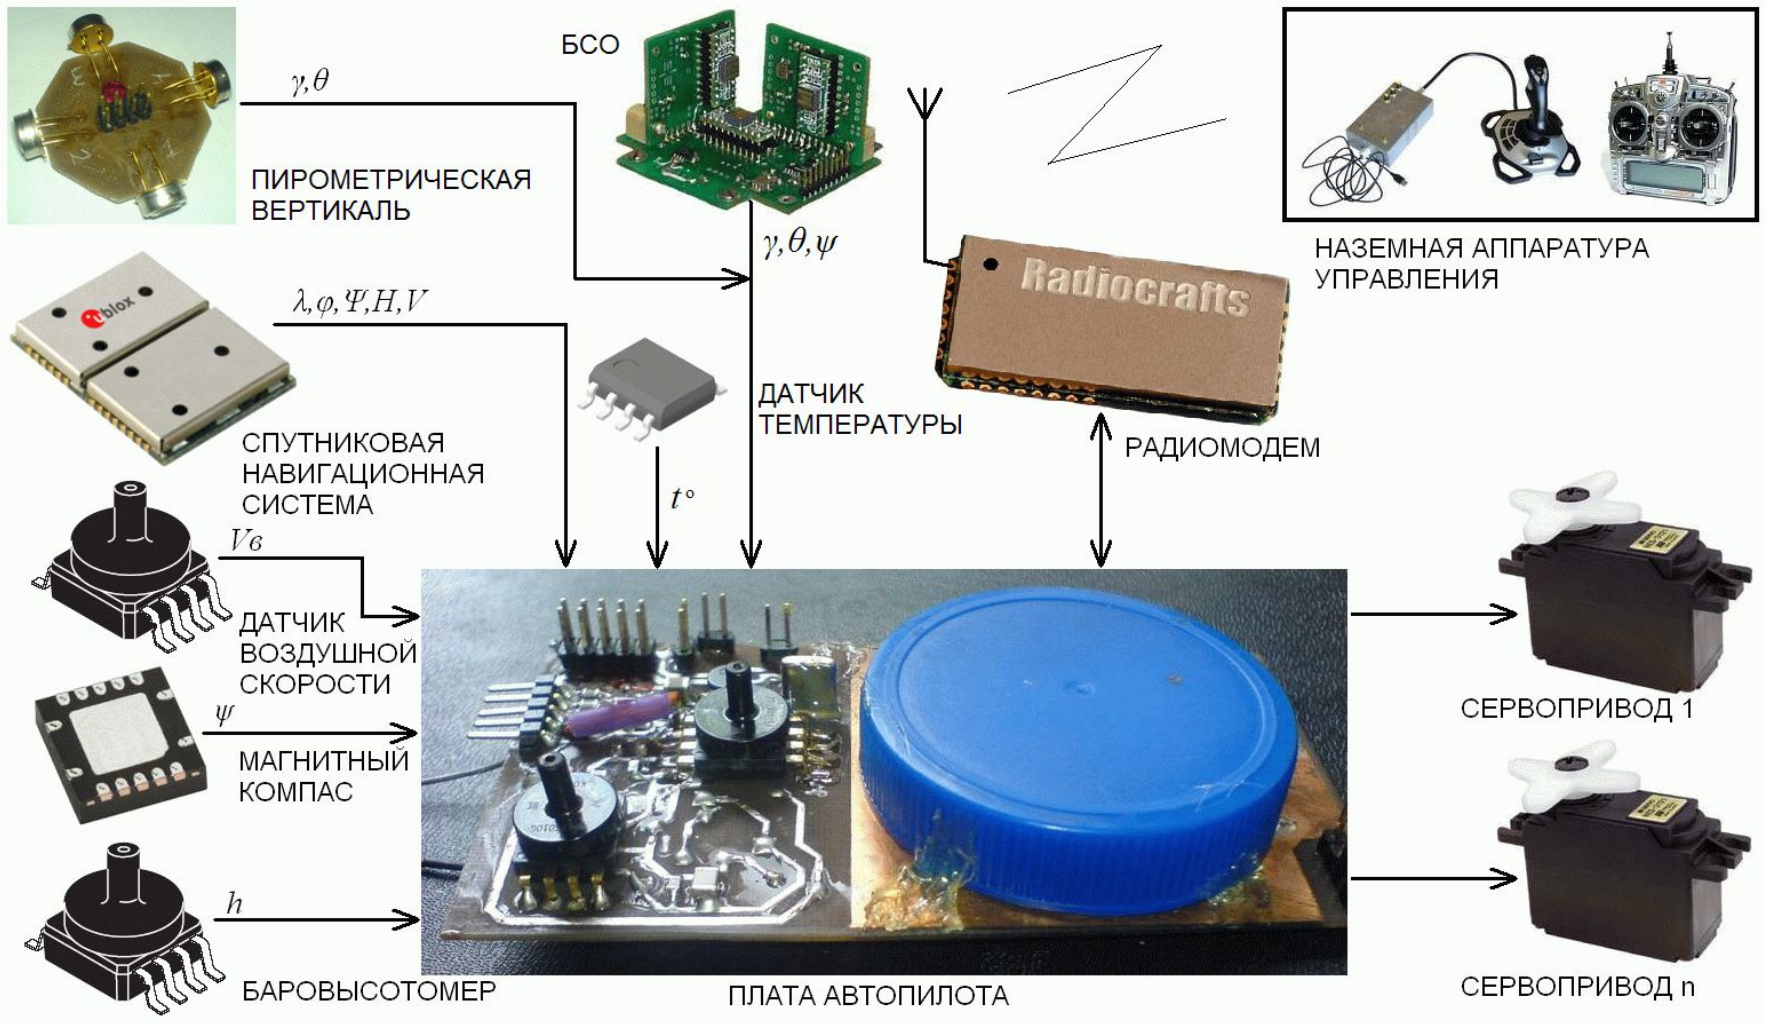 БСО
γ,θ
ПИРОМЕТРИЧЕСКАЯ
ВЕРТИКАЛЬ
γ,θ,ψ
НАЗЕМНАЯ АППАРАТУРА
УПРАВЛЕНИЯ
Radiocrafts
ublox
λ,φ,Ψ,H,V
ДАТЧИК
ТЕМПЕРАТУРЫ
РАДИОМОДЕМ
СПУТНИКОВАЯ
НАВИГАЦИОННАЯ
СИСТЕМА
t°
Vв
ДАТЧИК
ВОЗДУШНОЙ
СКОРОСТИ
СЕРВОПРИВОД 1
ψ
МАГНИТНЫЙ
КОМПАС
h
БАРОВЫСОТОМЕР
ПЛАТА АВТОПИЛОТА
СЕРВОПРИВОД n